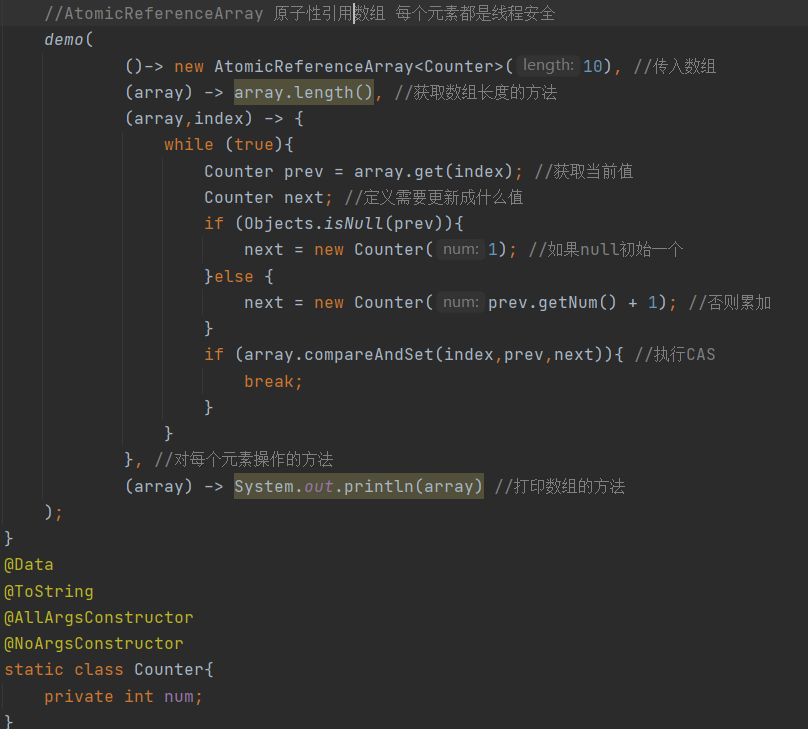 //AtomicReferenceArray 原子性引用数组 每个元素都是线程安全
demo(
()-> new AtomicReferenceArray<Counter>( length: 10), //传入数组
(array) -> array.length(), //获取数组长度的方法
(array,index) -> {
while (true){
Counter prev = array.get(index); //获取当前值
Counter next; //定义需要更新成什么值
if (Objects.isNull(prev)){
next = new Counter( num: 1); //如果null初始一个
}else {
next = new Counter( num: prev.getNum() + 1); //否则累加
}
if (array.compareAndSet(index,prev,next)){ //执行CAS
break;
}
}
}, //对每个元素操作的方法
(array) -> System.out.println(array) //打印数组的方法
);
}
@Data
@ToString
@AllArgsConstructor
@NoArgsConstructor
static class Counter{
private int num;
}